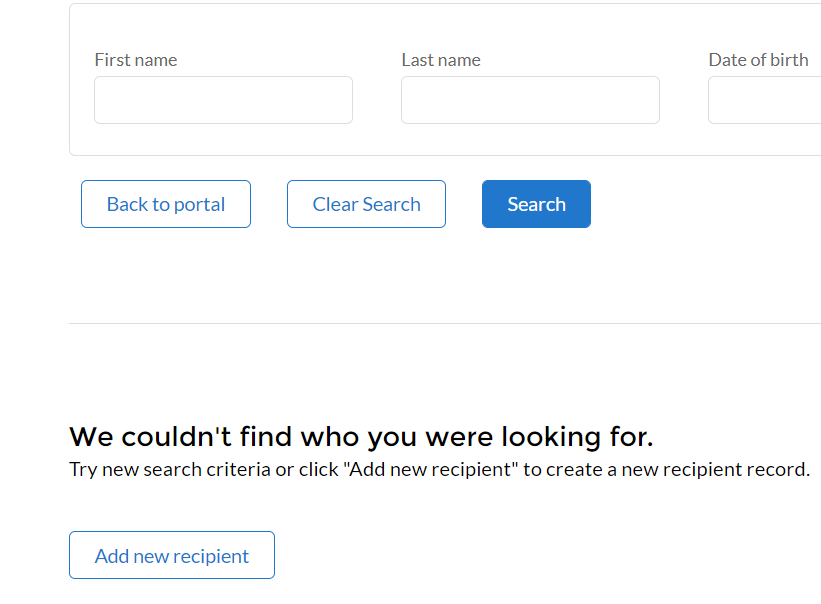 First name Last name Date of birth
Back to portal Clear Search Search
We couldn't find who you were looking for.
Try new search criteria or click "Add new recipient" to create a new recipient record.
Add new recipient